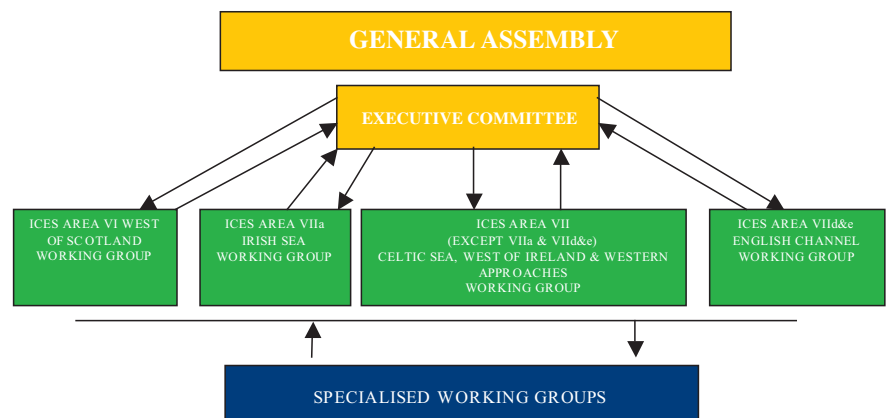 GENERAL ASSEMBLY
EXECUTIVE COMMITTEE
ICES AREA VI WEST
OF SCOTLAND
WORKING GROUP
ICES AREA VIIa
IRISH SEA
WORKING GROUP
ICES AREA VII
(EXCEPT VIIa & VIId&e)
CELTIC SEA, WEST OF IRELAND & WESTERN
APPROACHES
WORKING GROUP
ICES AREA VIId&e
ENGLISH CHANNEL
WORKING GROUP
SPECIALISED WORKING GROUPS